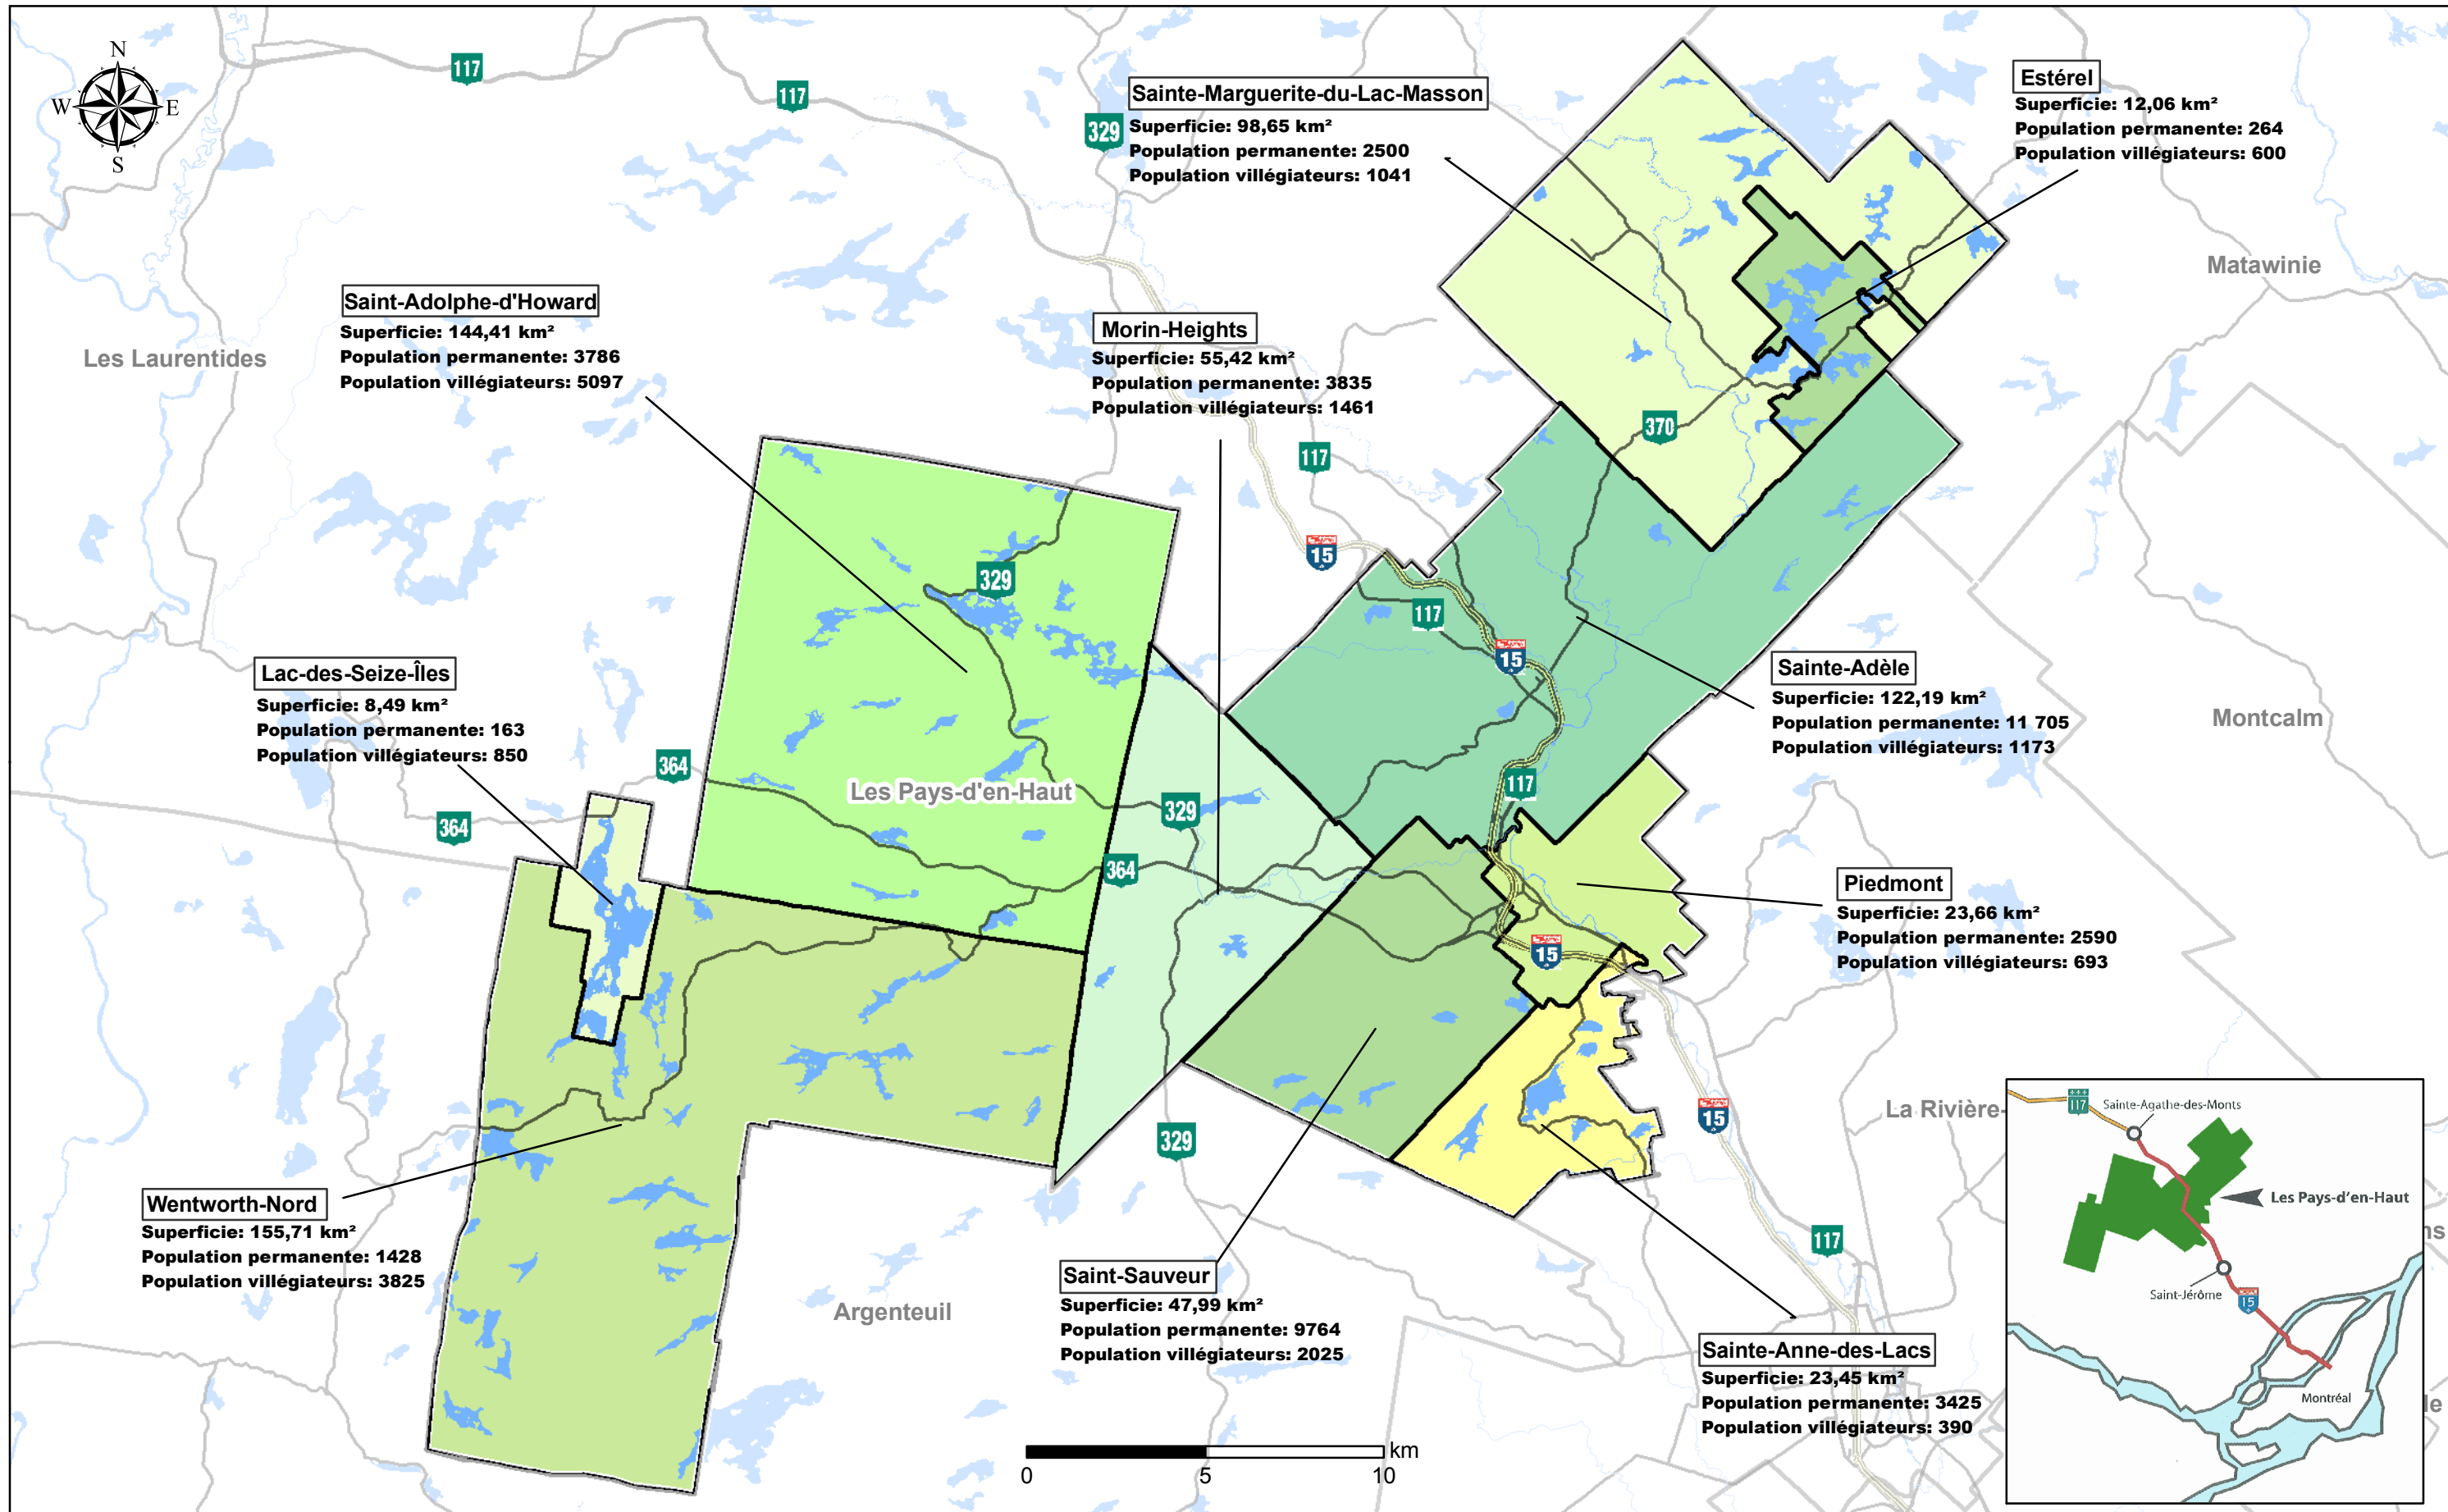 N
W E
S
117
117
329
Sainte-Marguerite-du-Lac-Masson
Superficie: 98,65 km²
Population permanente: 2500
Population villégiateurs: 1041
Estérel
Superficie: 12,06 km²
Population permanente: 264
Population villégiateurs: 600
Matawinie
Les Laurentides
Saint-Adolphe-d'Howard
Superficie: 144,41 km²
Population permanente: 3786
Population villégiateurs: 5097
Morin-Heights
Superficie: 55,42 km²
Population permanente: 3835
Population villégiateurs: 1461
370
117
15
329
117
15
Lac-des-Seize-Îles
Superficie: 8,49 km²
Population permanente: 163
Population villégiateurs: 850
Sainte-Adèle
Superficie: 122,19 km²
Population permanente: 11 705
Population villégiateurs: 1173
Montcalm
364
364
Les Pays-d'en-Haut
329
364
117
Piedmont
Superficie: 23,66 km²
Population permanente: 2590
Population villégiateurs: 693
15
15
La Rivière-
329
Wentworth-Nord
Superficie: 155,71 km²
Population permanente: 1428
Population villégiateurs: 3825
Argenteuil
Saint-Sauveur
Superficie: 47,99 km²
Population permanente: 9764
Population villégiateurs: 2025
117
Sainte-Anne-des-Lacs
Superficie: 23,45 km²
Population permanente: 3425
Population villégiateurs: 390
0 5 10 km
117
Sainte-Agathe-des-Monts
Les Pays-d'en-Haut
Saint-Jérôme
15
Montréal
ns
le